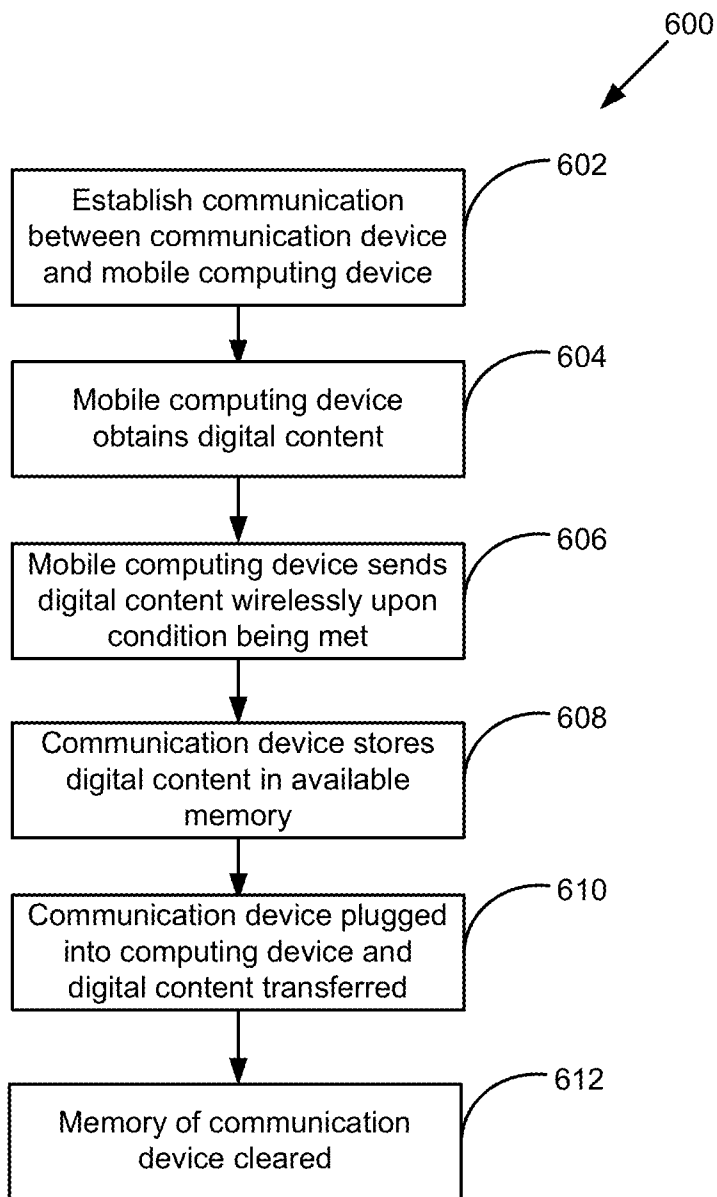 600
602
Establish communication
between communication device
and mobile computing device
604
Mobile computing device
obtains digital content
606
Mobile computing device sends
digital content wirelessly upon
condition being met
608
Communication device stores
digital content in available
memory
610
Communication device plugged
into computing device and
digital content transferred
612
Memory of communication
device cleared